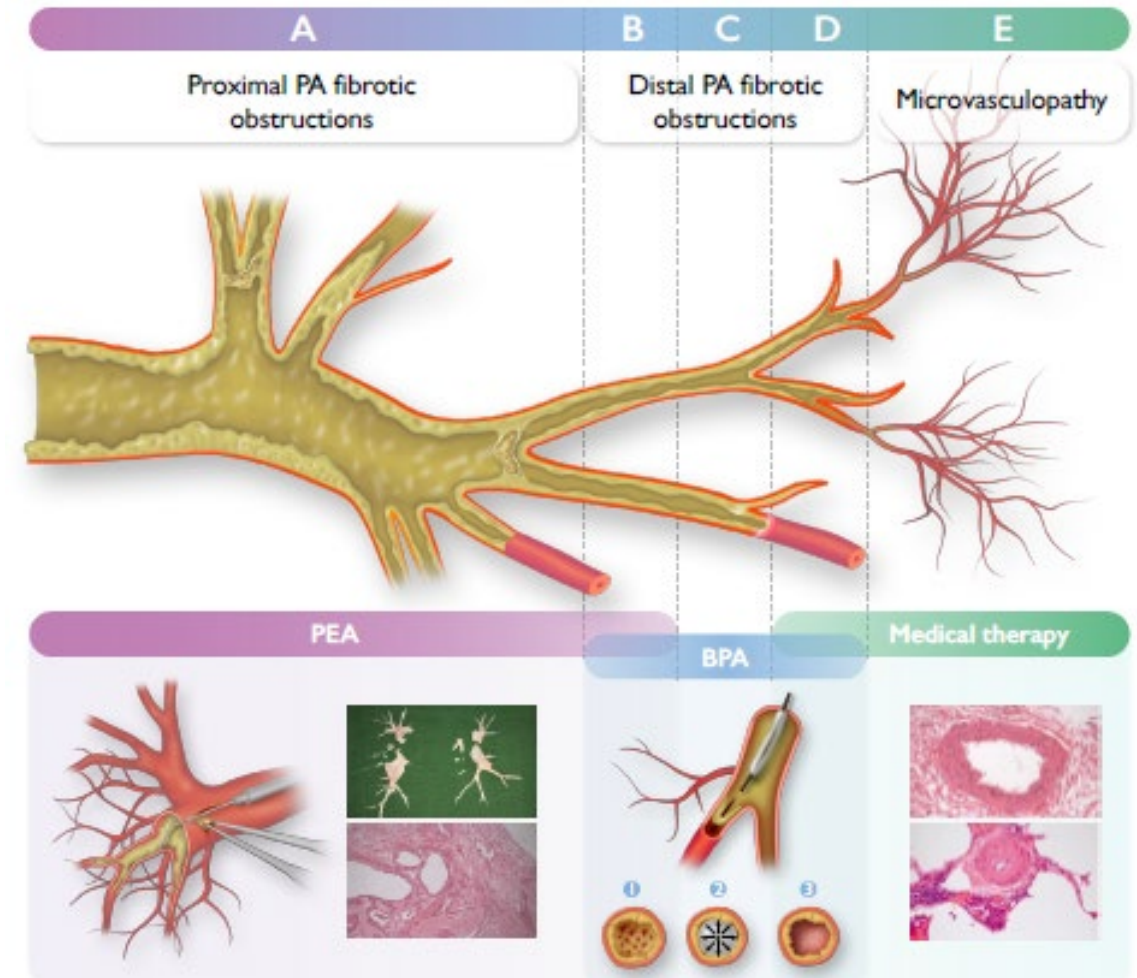 A B C D E
Proximal PA fibrotic
obstructions
Distal PA fibrotic
obstructions
Microvasculopathy
PEA
BPA
Medical therapy
1 2 3